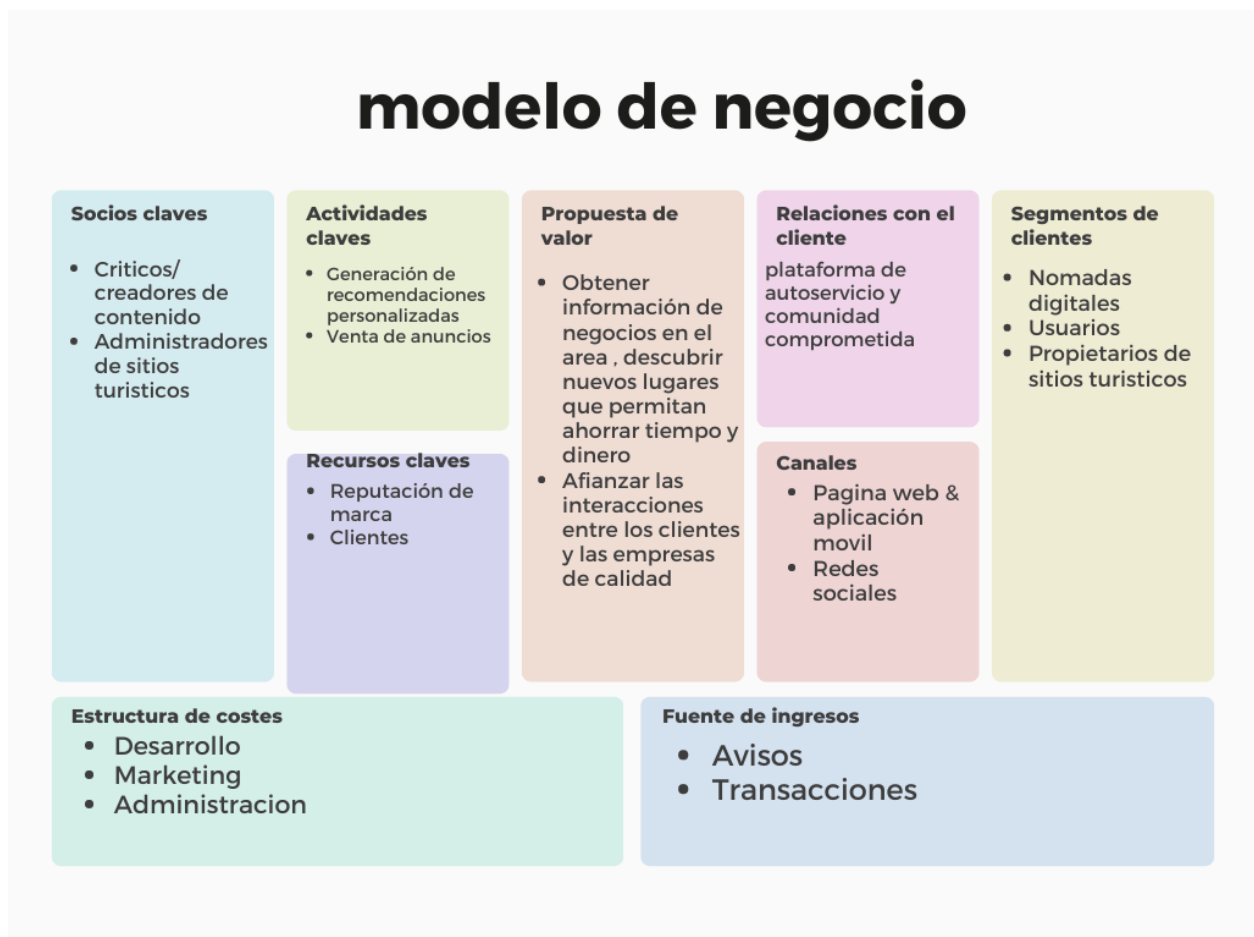 modelo de negocio
Socios claves
• Criticos/
creadores de
contenido
• Administradores
de sitios
turisticos
Actividades
claves
• Generación de
recomendaciones
personalizadas
• Venta de anuncios
Recursos claves
• Reputación de
marca
• Clientes
Propuesta de
valor
• Obtener
información de
negocios en el
area , descubrir
nuevos lugares
que permitan
ahorrar tiempo y
dinero
• Afianzar las
interacciones
entre los clientes
y las empresas
de calidad
Relaciones con el
cliente
plataforma de
autoservicio y
comunidad
comprometida
Canales
• Pagina web &
aplicación
movil
• Redes
sociales
Segmentos de
clientes
• Nomadas
digitales
• Usuarios
• Propietarios de
sitios turisticos
Estructura de costes
• Desarrollo
• Marketing
• Administracion
Fuente de ingresos
• Avisos
• Transacciones